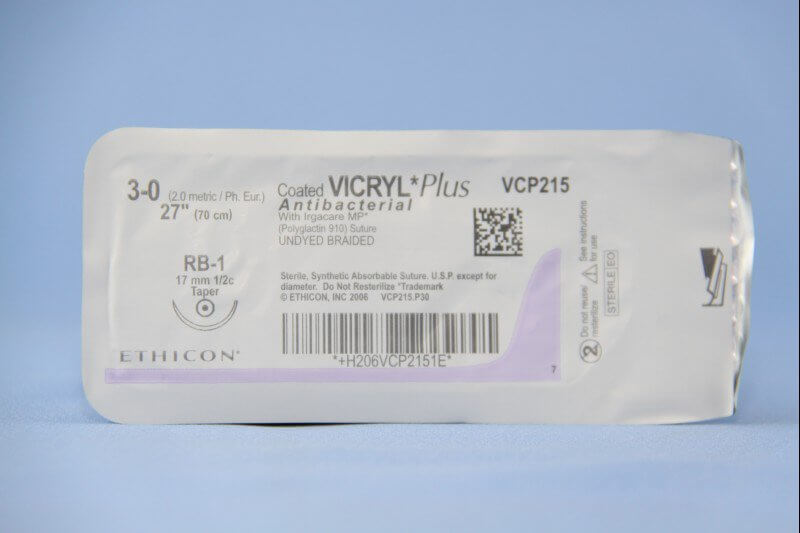 3-0 (2.0 metric / Ph. Eur.)
27" (70 cm)
RB-1
17 mm 1/2c
Taper
ETHICON*
Coated VICRYL* Plus VCP215
Antibacterial
With Irgacare MP*
(Polyglactin 910) Suture
UNDYED BRAIDED
Sterile, Synthetic Absorbable Suture. U.S.P. except for
diameter. Do Not Resterilize *Trademark
© ETHICON, INC 2006 VCP215.P30
*+H206VCP2151E*
7
2 Do not reuse/
resterilize
See instructions
for use
STERILE EO